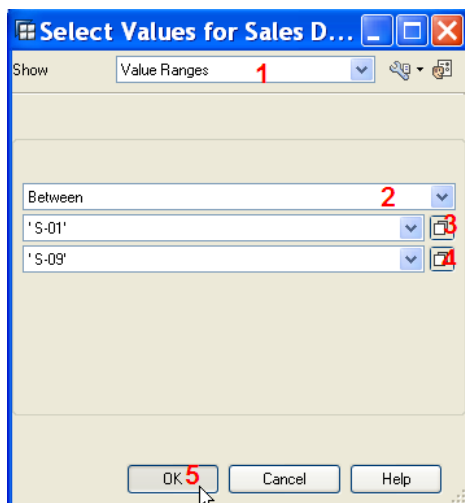 Select Values for Sales D...
Show Value Ranges 1
Between 2
' S-01' 3
' S-09' 4
OK 5 Cancel Help